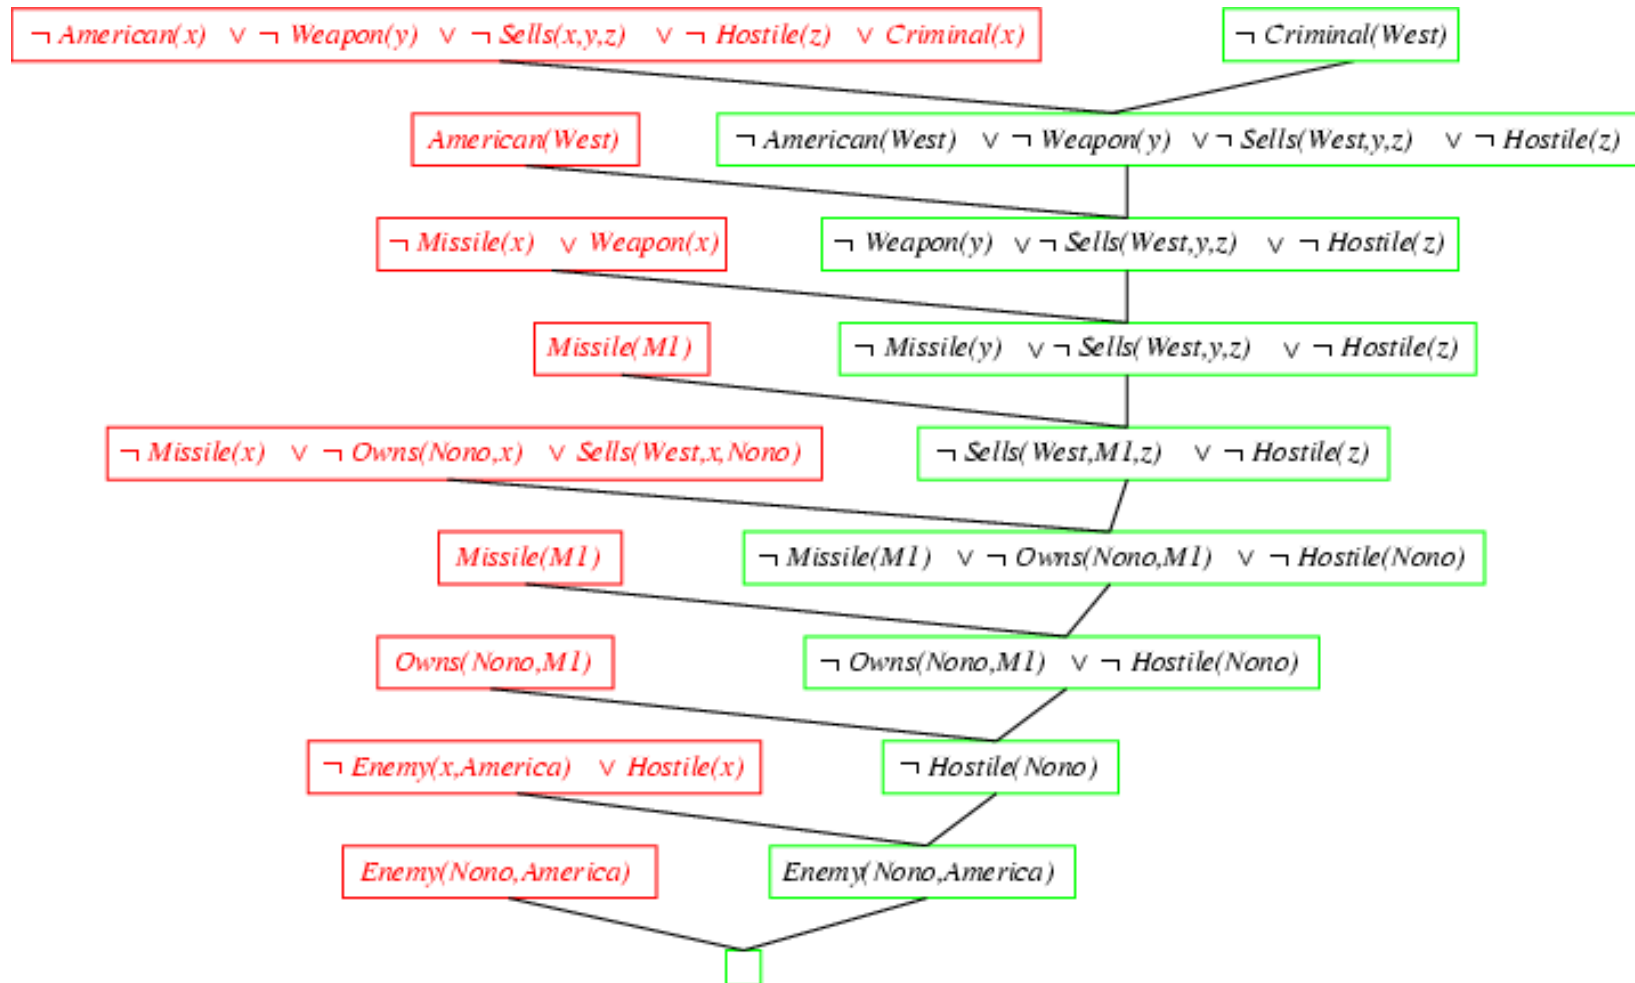 ¬ American(x) ∨ ¬ Weapon(y) ∨ ¬ Sells(x,y,z) ∨ ¬ Hostile(z) ∨ Criminal(x)
¬ Criminal(West)
American(West)
¬ American(West) ∨ ¬ Weapon(y) ∨ ¬ Sells(West,y,z) ∨ ¬ Hostile(z)
¬ Missile(x) ∨ Weapon(x)
¬ Weapon(y) ∨ ¬ Sells(West,y,z) ∨ ¬ Hostile(z)
Missile(M1)
¬ Missile(y) ∨ ¬ Sells(West,y,z) ∨ ¬ Hostile(z)
¬ Missile(x) ∨ ¬ Owns(Nono,x) ∨ Sells(West,x,Nono)
¬ Sells(West,M1,z) ∨ ¬ Hostile(z)
Missile(M1)
¬ Missile(M1) ∨ ¬ Owns(Nono,M1) ∨ ¬ Hostile(Nono)
Owns(Nono,M1)
¬ Owns(Nono,M1) ∨ ¬ Hostile(Nono)
¬ Enemy(x,America) ∨ Hostile(x)
¬ Hostile(Nono)
Enemy(Nono,America)
Enemy(Nono,America)